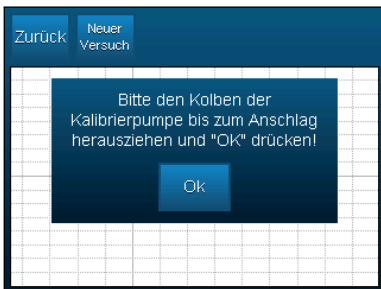 Zurück
Neuer
Versuch
Bitte den Kolben der
Kalibrierpumpe bis zum Anschlag
herausziehen und "OK" drücken!
Ok